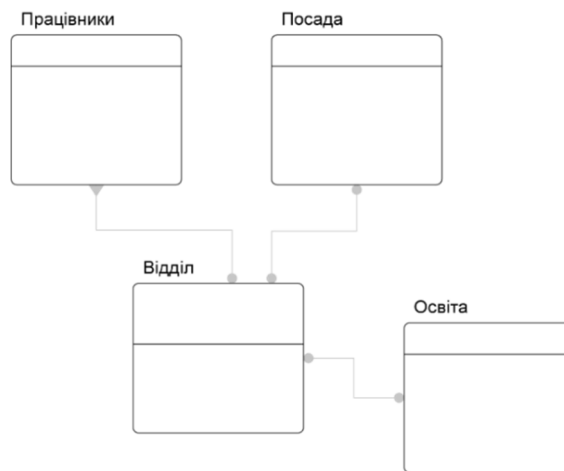 Працівники
Посада
Відділ
Освіта